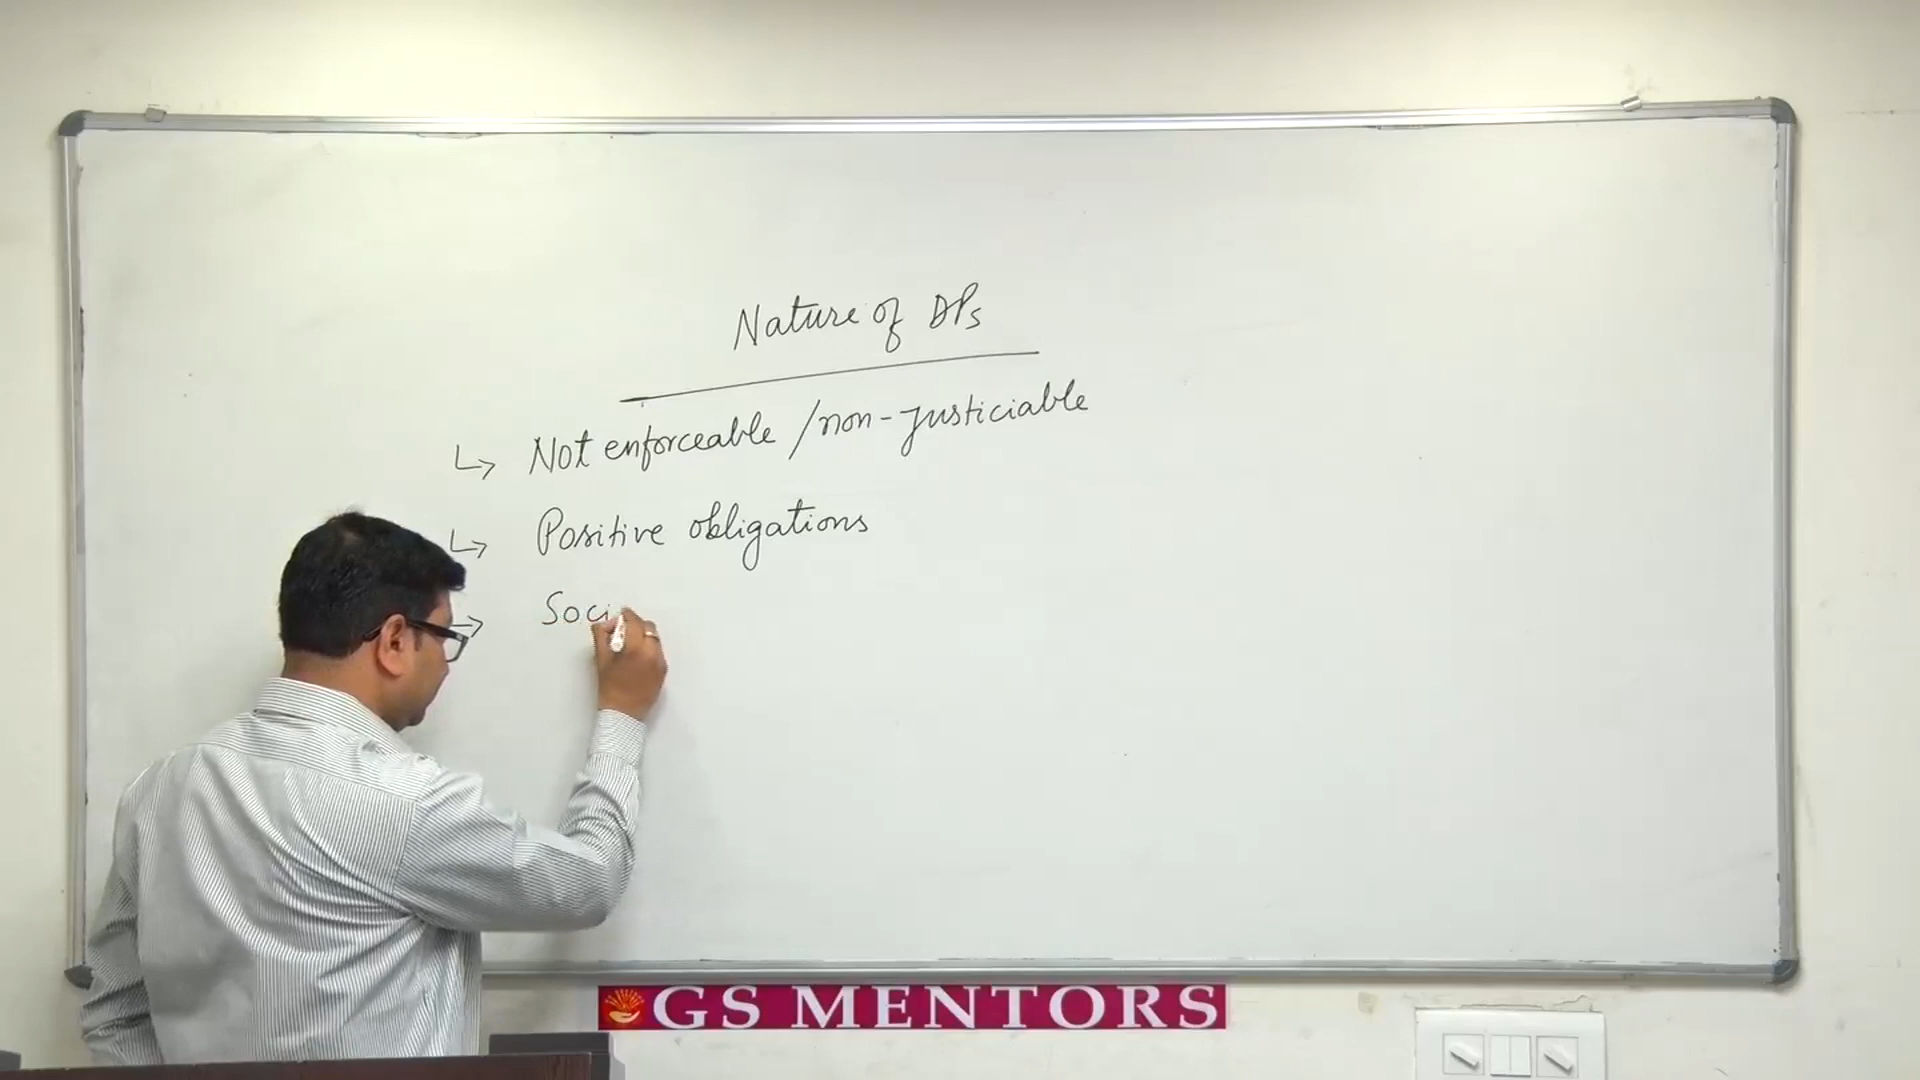 Nature of DPs
↳ Not enforceable / non-justiciable
↳ Positive obligations
→ Soci
GS MENTORS